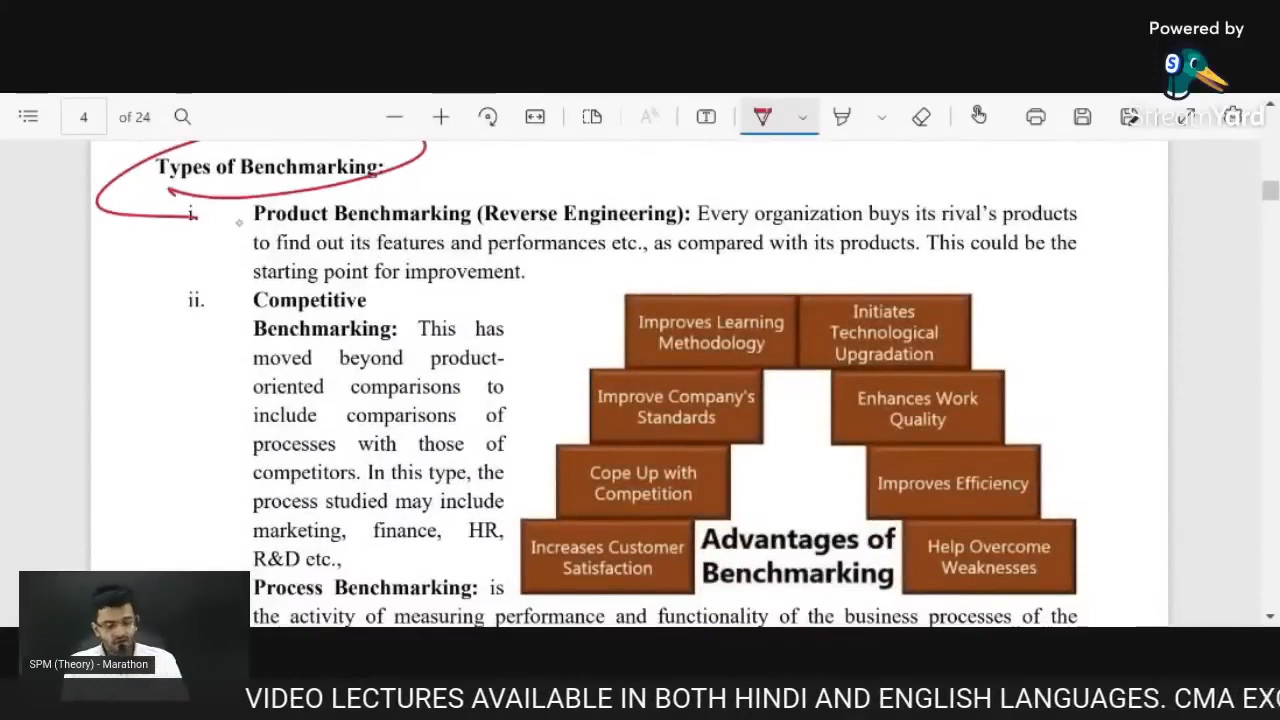 Powered by
S
StreamYard
4
of 24
Types of Benchmarking:
i. Product Benchmarking (Reverse Engineering): Every organization buys its rival's products
to find out its features and performances etc., as compared with its products. This could be the
starting point for improvement.
ii. Competitive
Benchmarking: This has
moved beyond product-
oriented comparisons to
include comparisons of
processes with those of
competitors. In this type, the
process studied may include
marketing, finance, HR,
R&D etc.,
Process Benchmarking: is
the activity of measuring performance and functionality of the business processes of the
Improves Learning
Methodology
Initiates
Technological
Upgradation
Improve Company's
Standards
Enhances Work
Quality
Cope Up with
Competition
Improves Efficiency
Increases Customer
Satisfaction
Advantages of
Benchmarking
Help Overcome
Weaknesses
SPM (Theory) - Marathon
VIDEO LECTURES AVAILABLE IN BOTH HINDI AND ENGLISH LANGUAGES. CMA EX